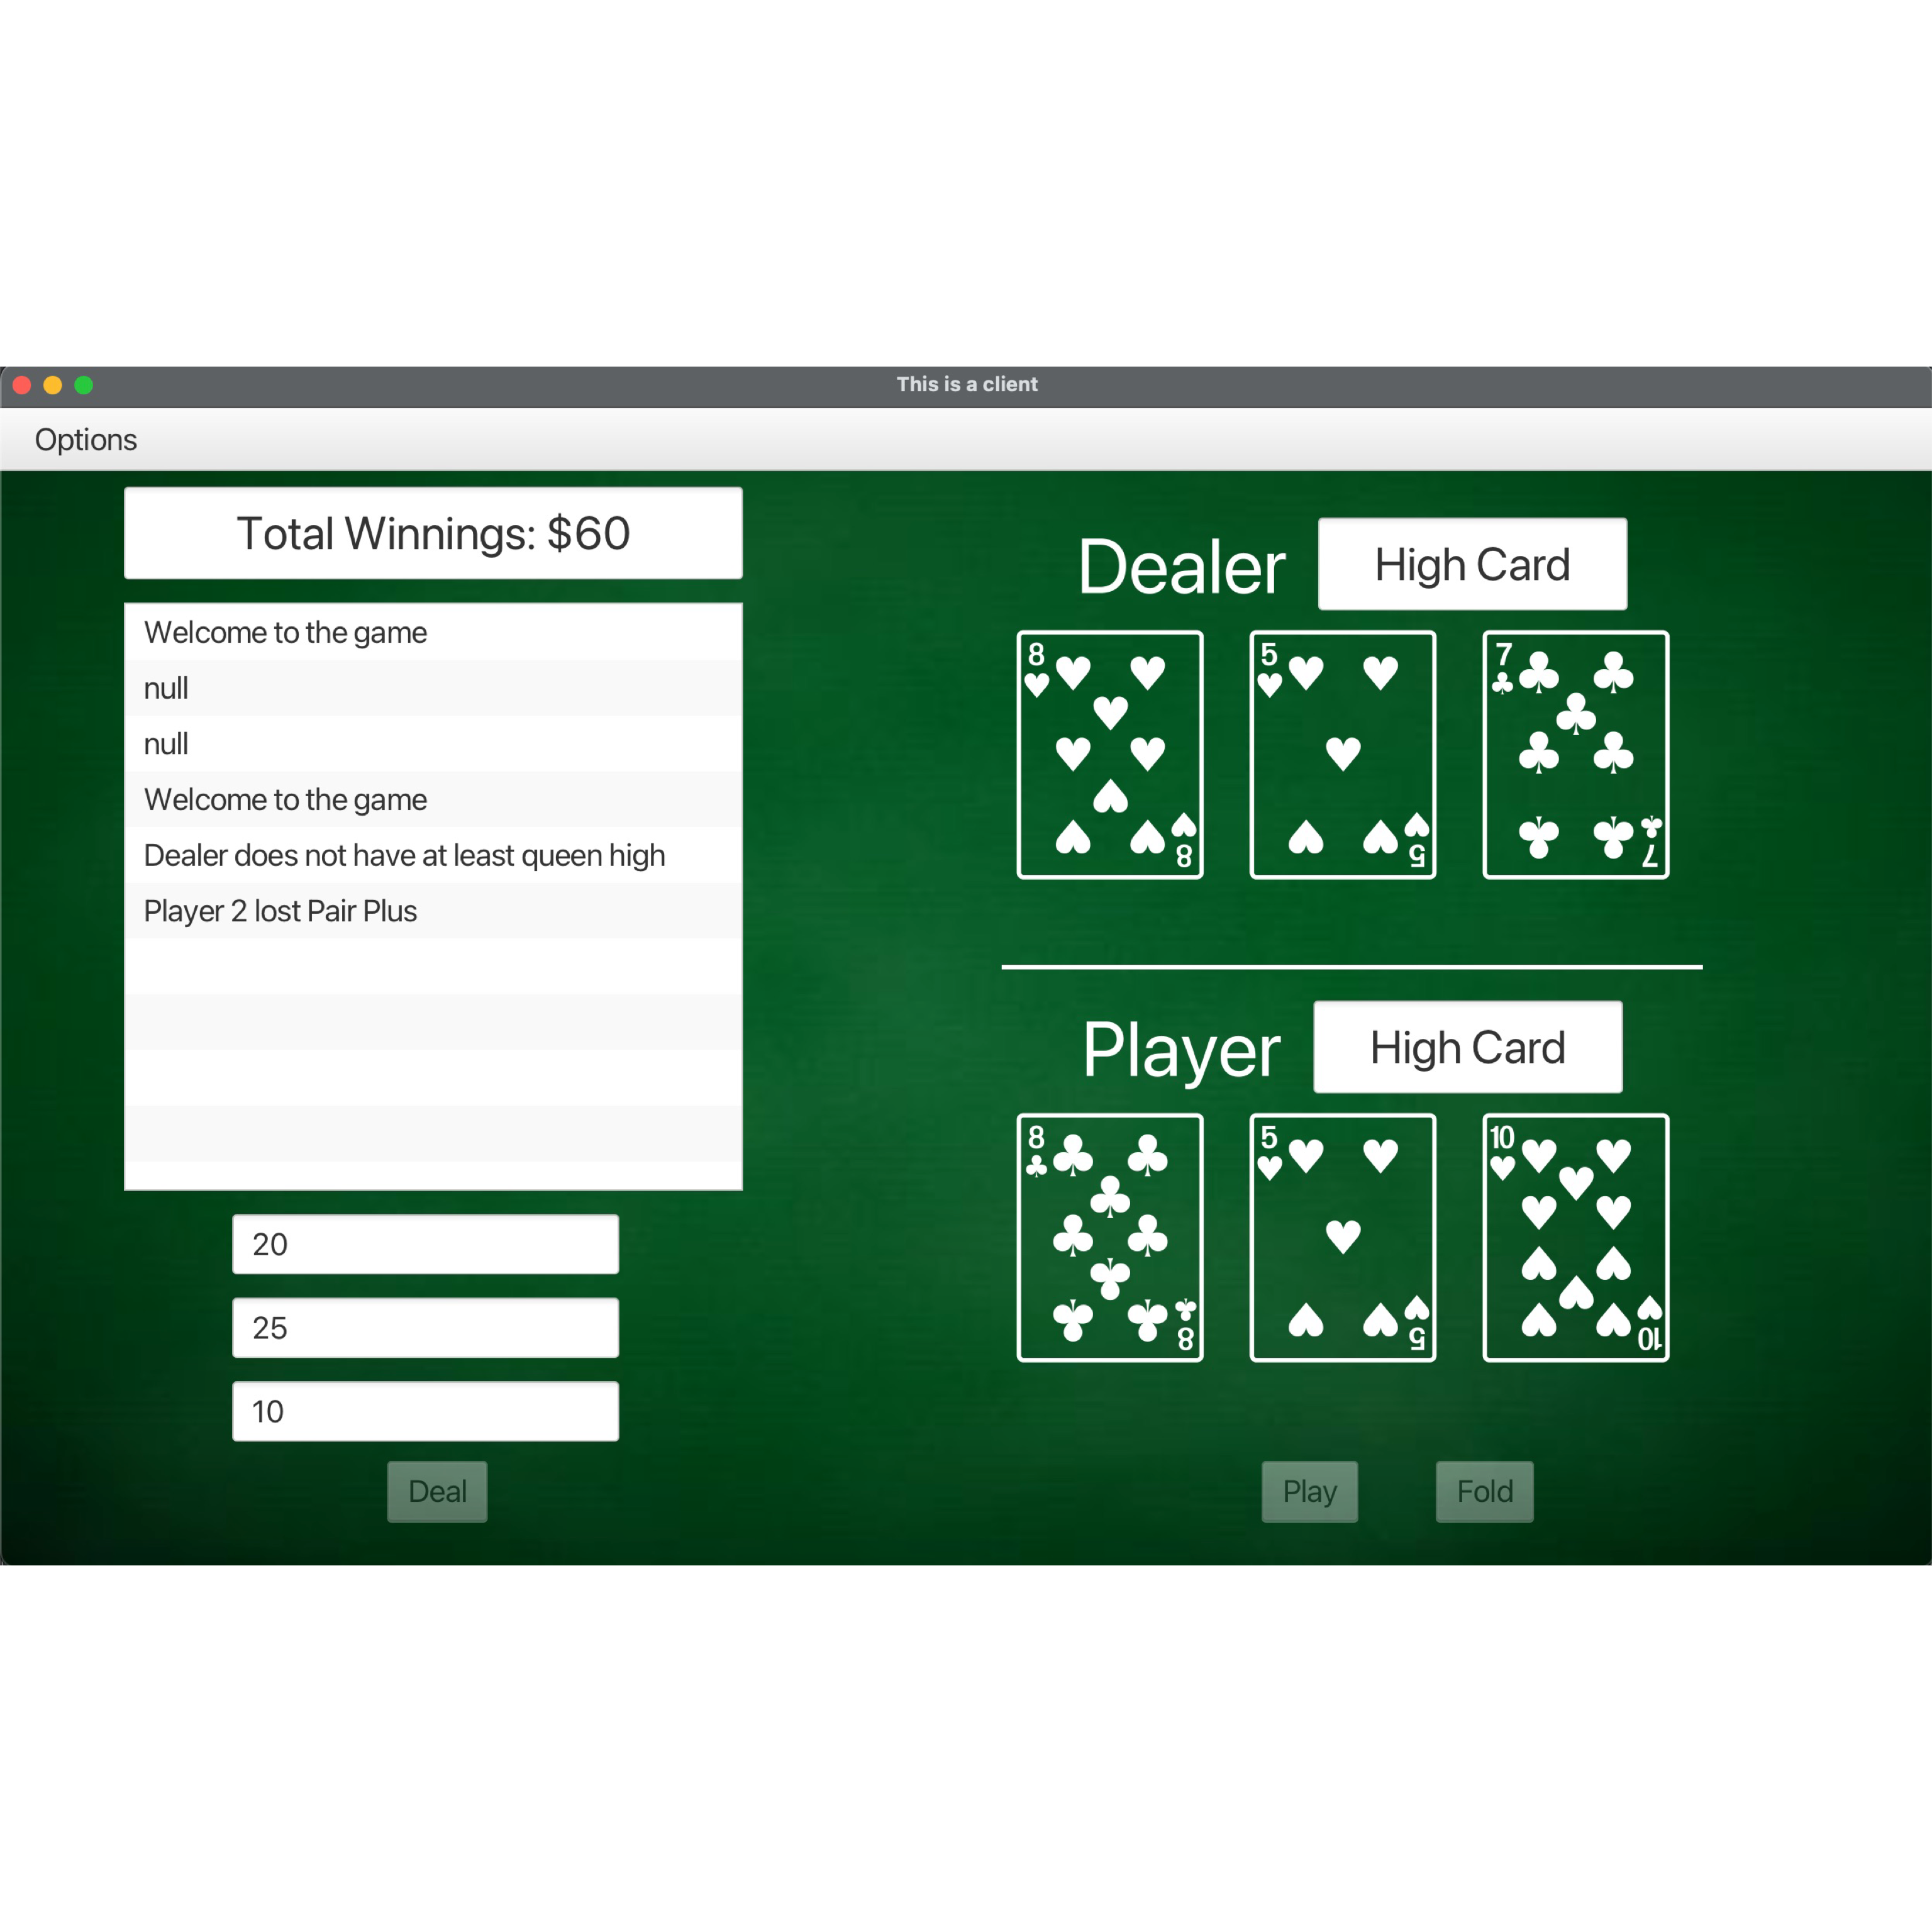 This is a client
Options
Total Winnings: $60
Welcome to the game
null
null
Welcome to the game
Dealer does not have at least queen high
Player 2 lost Pair Plus
20
25
10
Deal
Dealer High Card
8 5 7
8 5 7
Player High Card
8 5 10
8 5 10
Play Fold